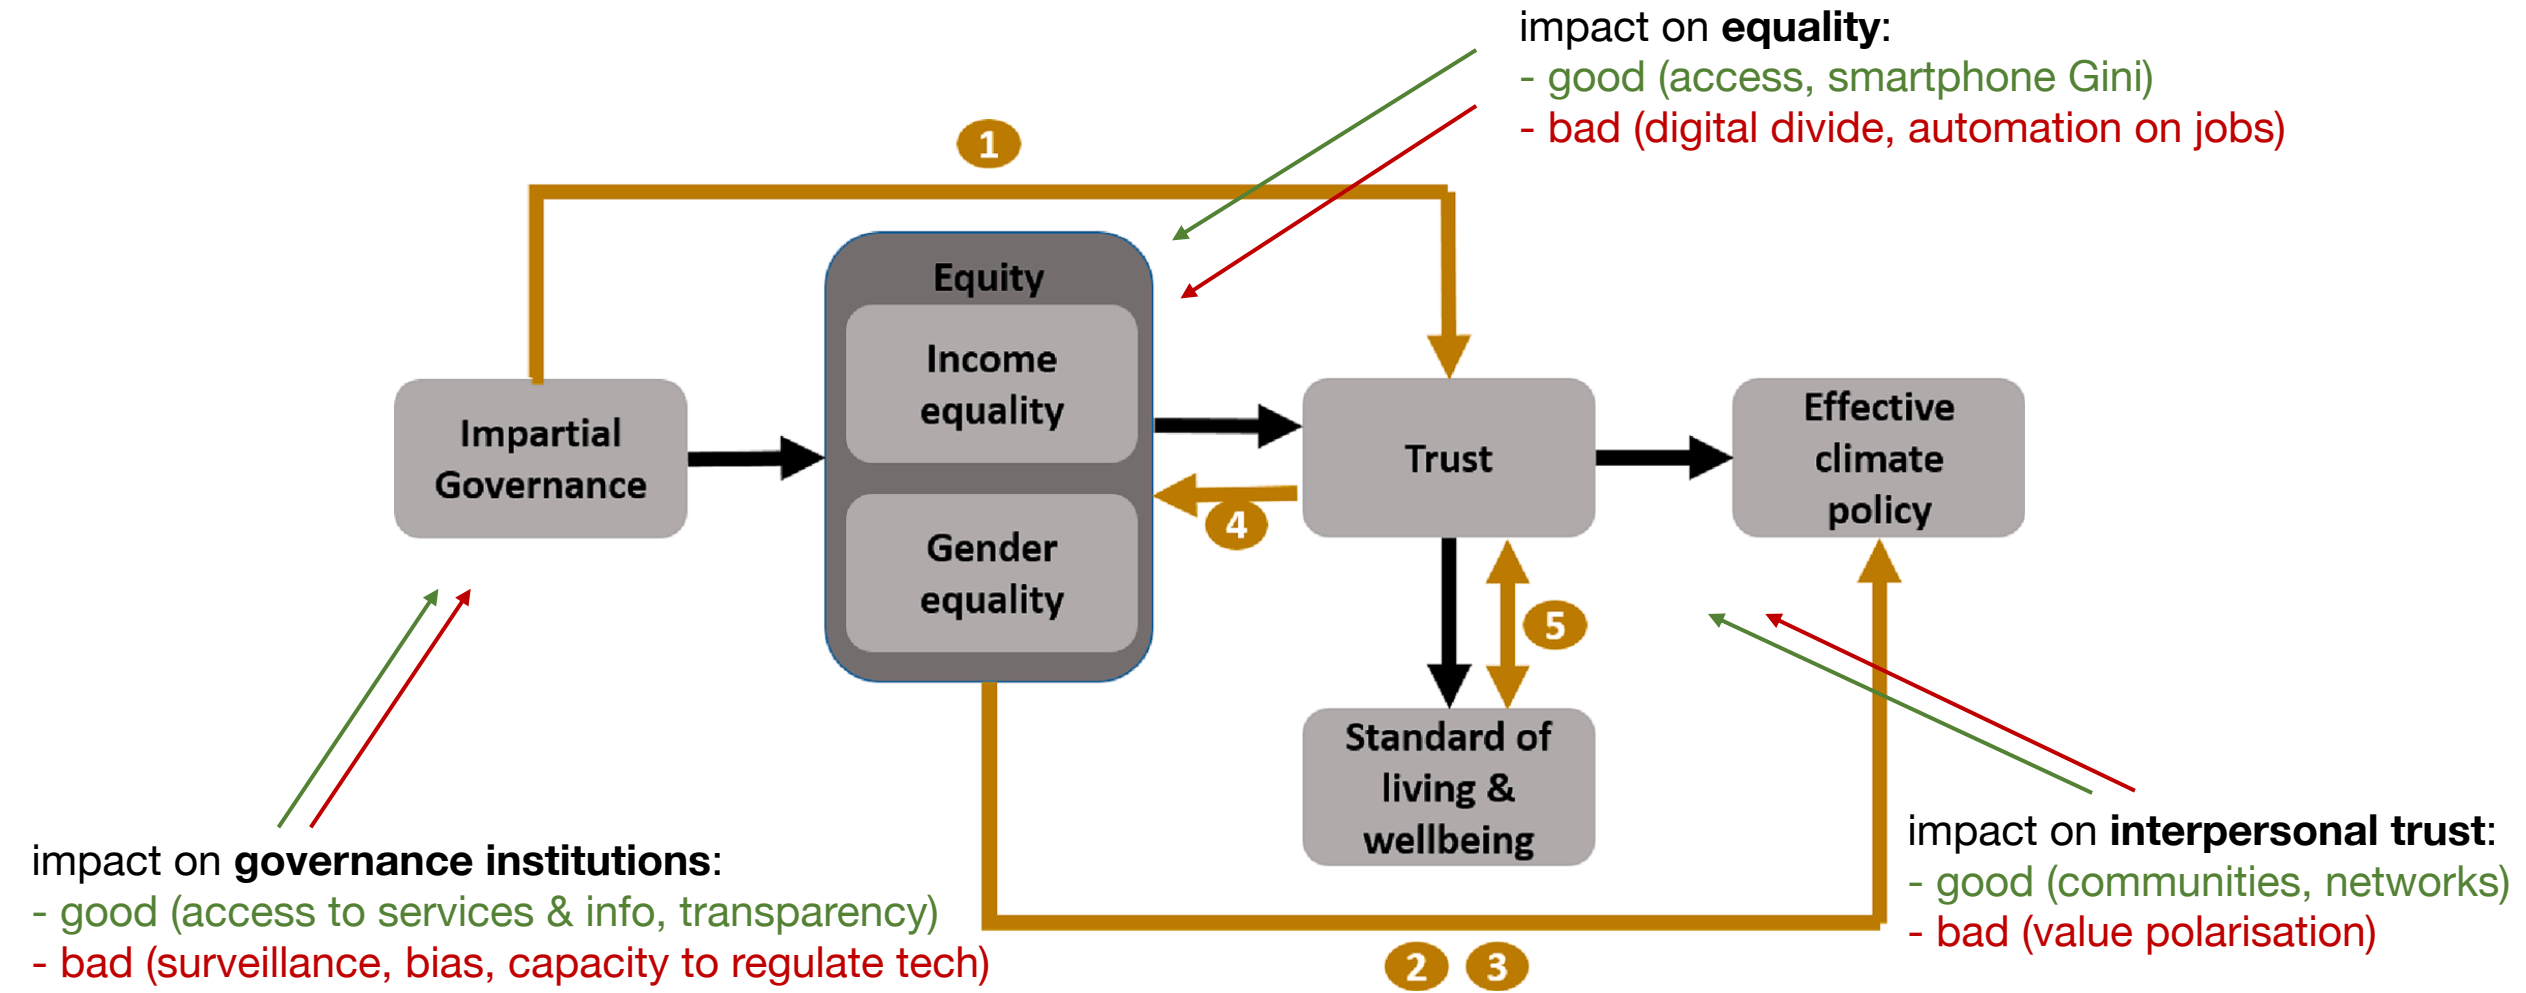 impact on equality:
- good (access, smartphone Gini)
- bad (digital divide, automation on jobs)
1
Equity
Income
equality
Gender
equality
Impartial
Governance
Trust
Effective
climate
policy
4
5
Standard of
living &
wellbeing
impact on governance institutions:
- good (access to services & info, transparency)
- bad (surveillance, bias, capacity to regulate tech)
impact on interpersonal trust:
- good (communities, networks)
- bad (value polarisation)
2 3